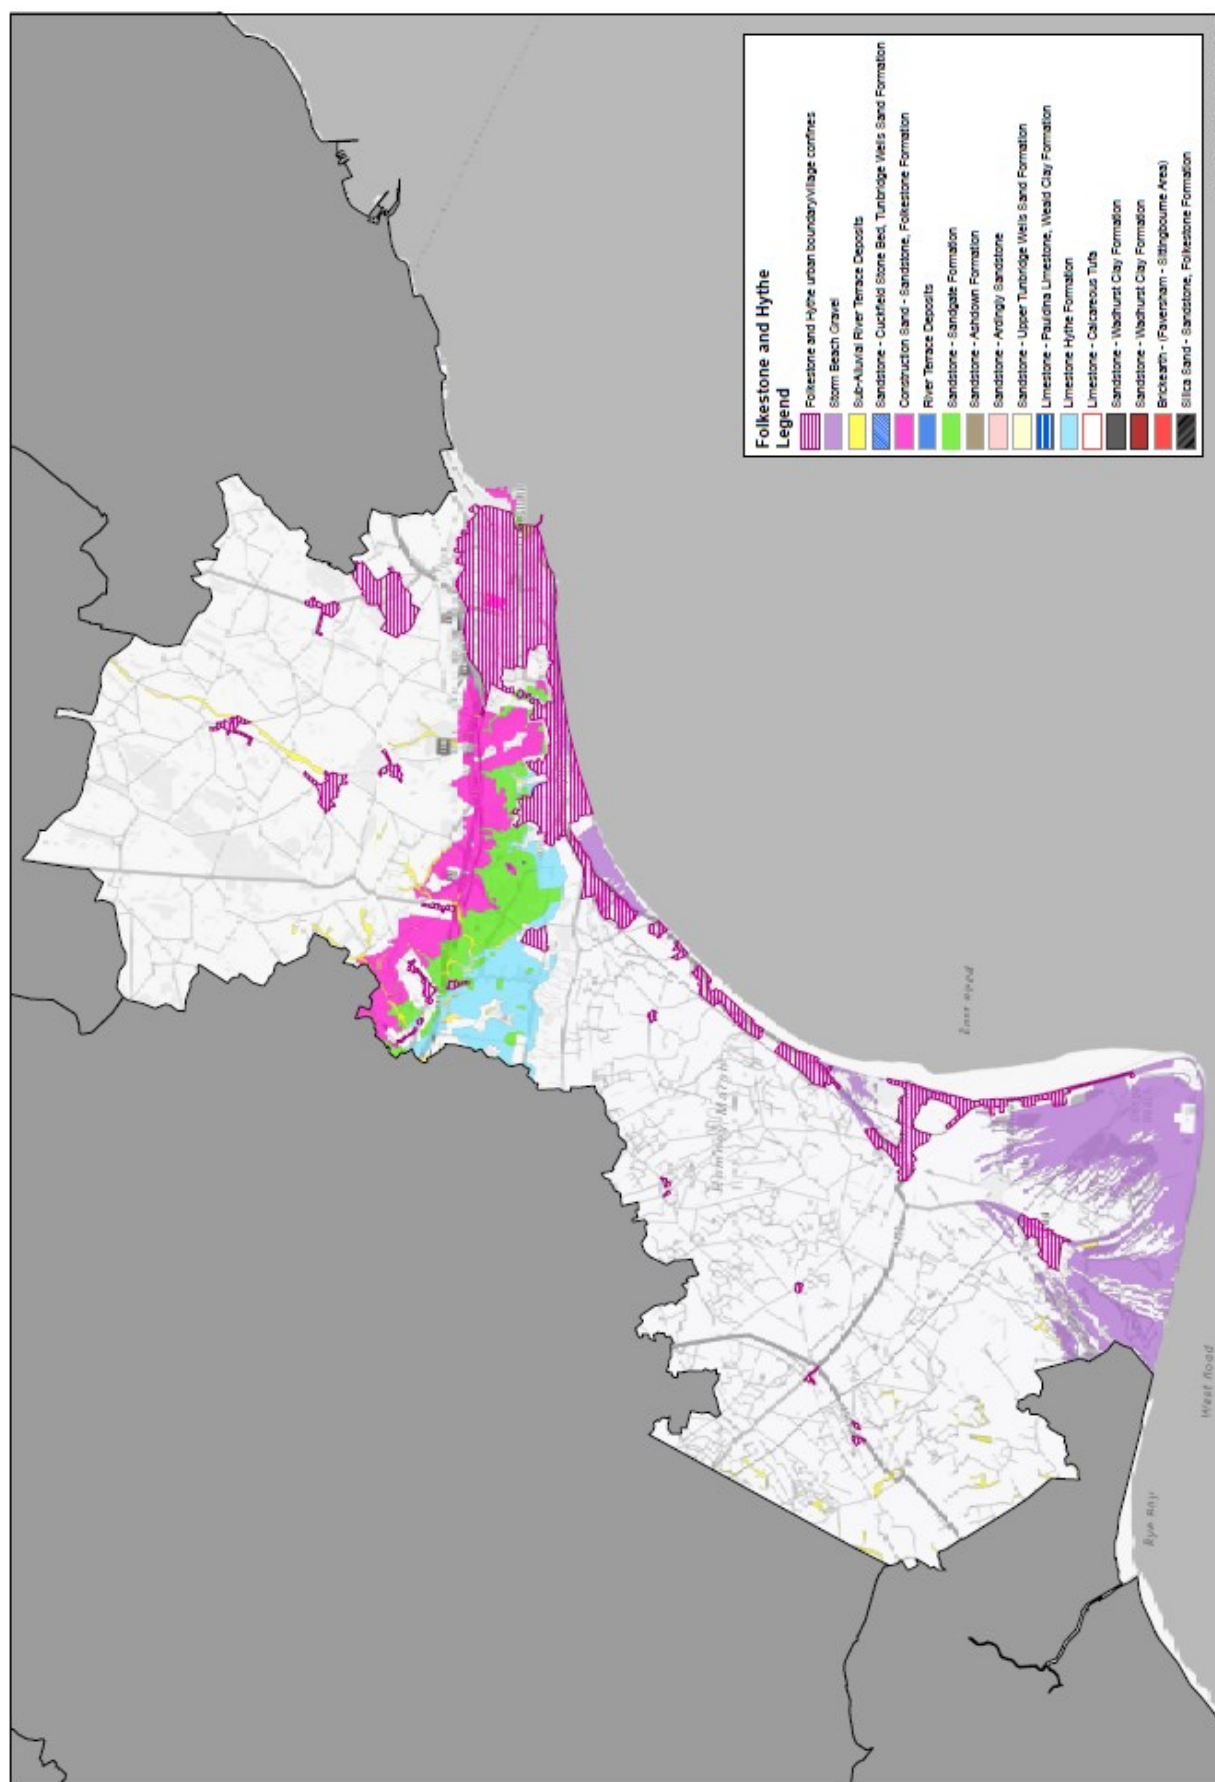 Folkestone and Hythe
Legend
Folkestone and Hythe urban boundary/village confines
Storm Beach Gravel
Sub-Alluvial River Terrace Deposits
Sandstone - Cuckfield Stone Bed, Tunbridge Wells Sand Formation
Construction Sand - Sandstone, Folkestone Formation
River Terrace Deposits
Sandstone - Sandgate Formation
Sandstone - Ashdown Formation
Sandstone - Ardingly Sandstone
Sandstone - Upper Tunbridge Wells Sand Formation
Limestone - Paludina Limestone, Weald Clay Formation
Limestone Hythe Formation
Limestone - Calcareous Tufa
Sandstone - Wadhurst Clay Formation
Sandstone - Wadhurst Clay Formation
Brickearth - (Faversham - Sittingbourne Area)
Silica Sand - Sandstone, Folkestone Formation
East Road
Romney Marsh
West Road
Rye Bay